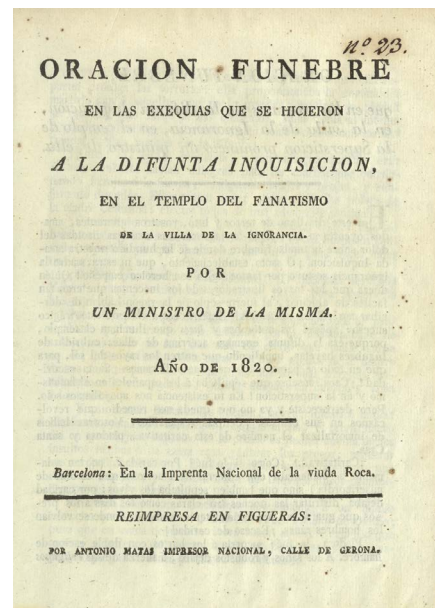 nº 23.
ORACION FUNEBRE
EN LAS EXEQUIAS QUE SE HICIERON
A LA DIFUNTA INQUISICION,
EN EL TEMPLO DEL FANATISMO
DE LA VILLA DE LA IGNORANCIA.
POR
UN MINISTRO DE LA MISMA.
AÑO DE 1820.
Barcelona: En la Imprenta Nacional de la viuda Roca.
REIMPRESA EN FIGUERAS:
POR ANTONIO MATAS IMPRESOR NACIONAL, CALLE DE GERONA.